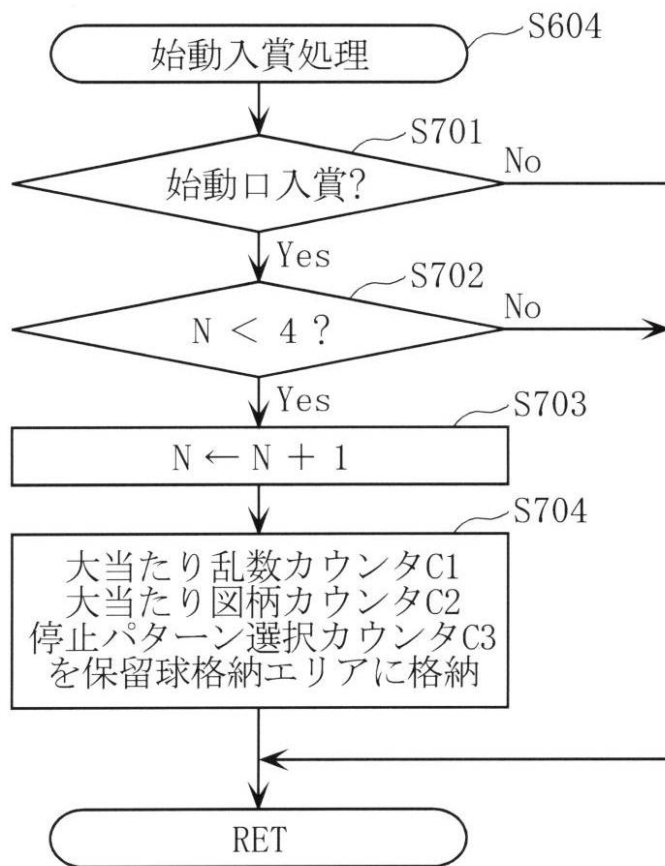 始動入賞処理
S604
S701
始動口入賞?
No
Yes
S702
N < 4 ?
No
Yes
S703
N ← N + 1
S704
大当たり乱数カウンタC1
大当たり図柄カウンタC2
停止パターン選択カウンタC3
を保留球格納エリアに格納
RET